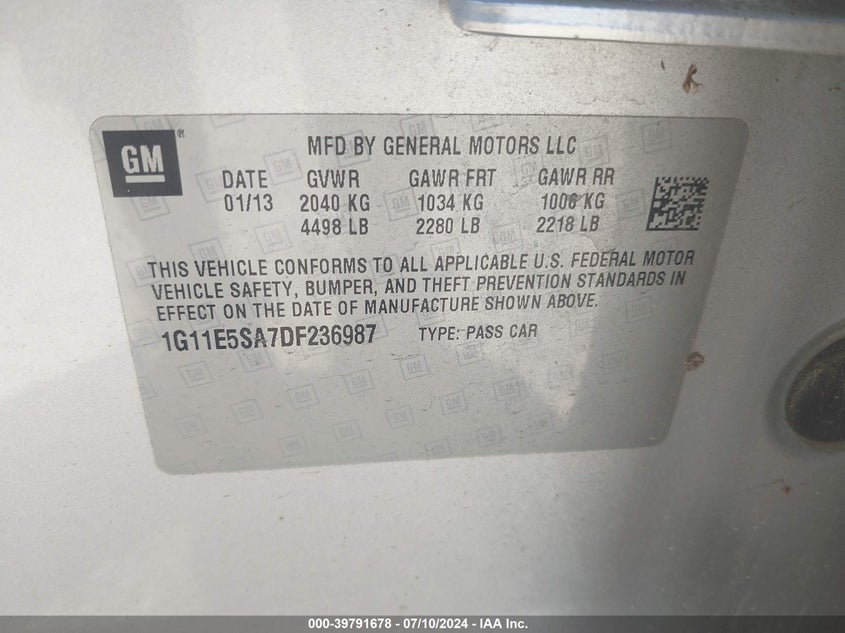 GM®
MFD BY GENERAL MOTORS LLC
DATE GVWR GAWR FRT GAWR RR
01/13 2040 KG 1034 KG 1006 KG
4498 LB 2280 LB 2218 LB
THIS VEHICLE CONFORMS TO ALL APPLICABLE U.S. FEDERAL MOTOR
VEHICLE SAFETY, BUMPER, AND THEFT PREVENTION STANDARDS IN
EFFECT ON THE DATE OF MANUFACTURE SHOWN ABOVE.
1G11E5SA7DF236987 TYPE: PASS CAR
000-39791678 - 07/10/2024 - IAA Inc.